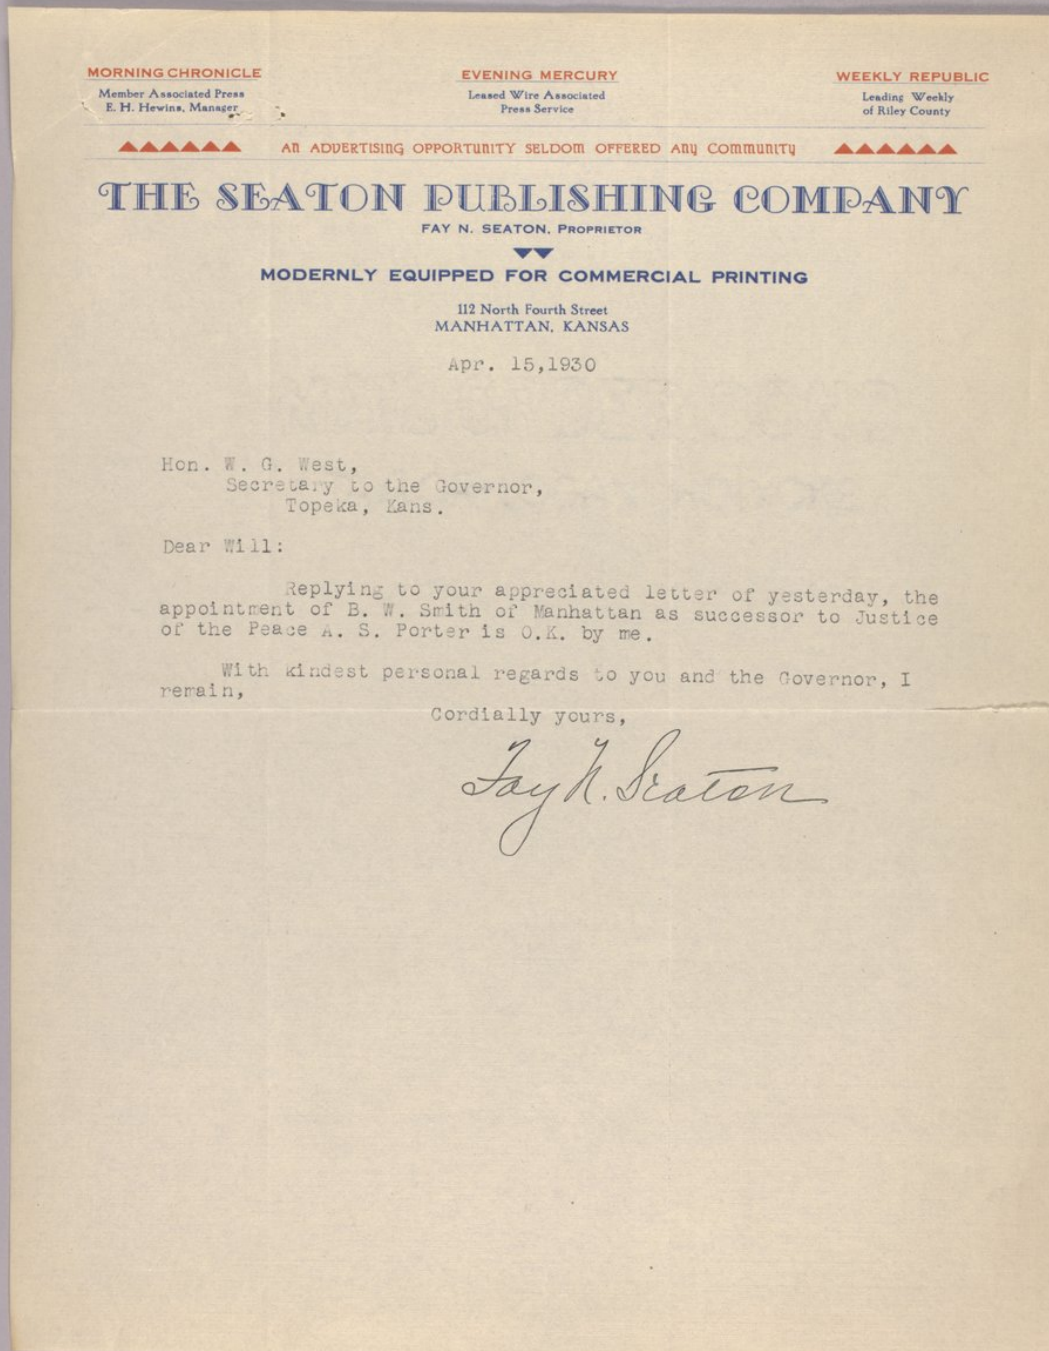 MORNING CHRONICLE
Member Associated Press
E. H. Hewins, Manager
EVENING MERCURY
Leased Wire Associated
Press Service
WEEKLY REPUBLIC
Leading Weekly
of Riley County
AN ADVERTISING OPPORTUNITY SELDOM OFFERED ANY COMMUNITY
THE SEATON PUBLISHING COMPANY
FAY N. SEATON, PROPRIETOR
MODERNLY EQUIPPED FOR COMMERCIAL PRINTING
112 North Fourth Street
MANHATTAN, KANSAS
Apr. 15,1930
Hon. W. G. West,
Secretary to the Governor,
Topeka, Kans.
Dear Will:
Replying to your appreciated letter of yesterday, the
appointment of B. W. Smith of Manhattan as successor to Justice
of the Peace A. S. Porter is O.K. by me.
With kindest personal regards to you and the Governor, I
remain,
Cordially yours,
Fay N. Seaton